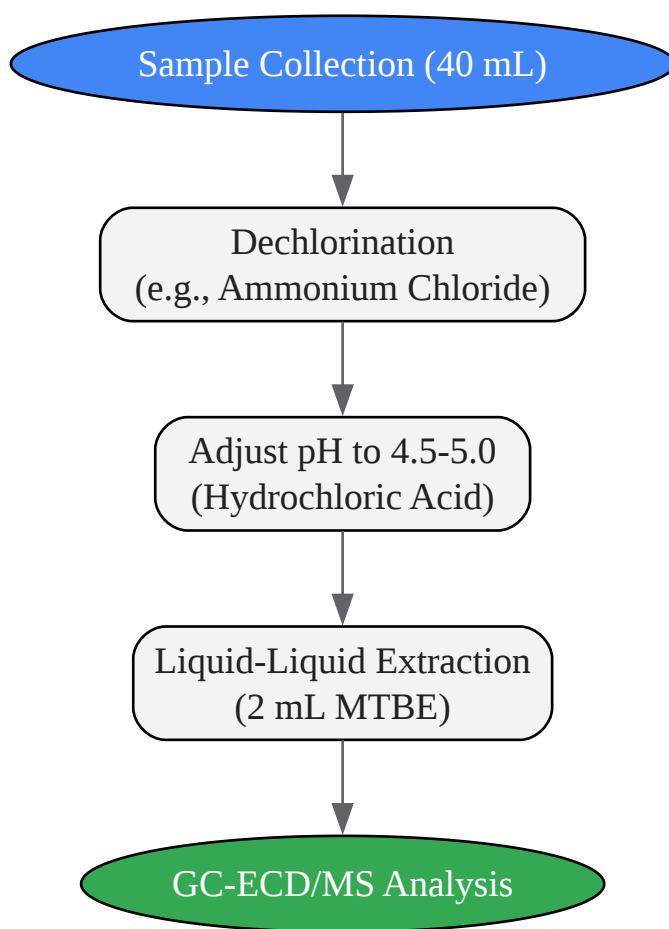 Sample Collection (40 mL)
Dechlorination
(e.g., Ammonium Chloride)
Adjust pH to 4.5-5.0
(Hydrochloric Acid)
Liquid-Liquid Extraction
(2 mL MTBE)
GC-ECD/MS Analysis